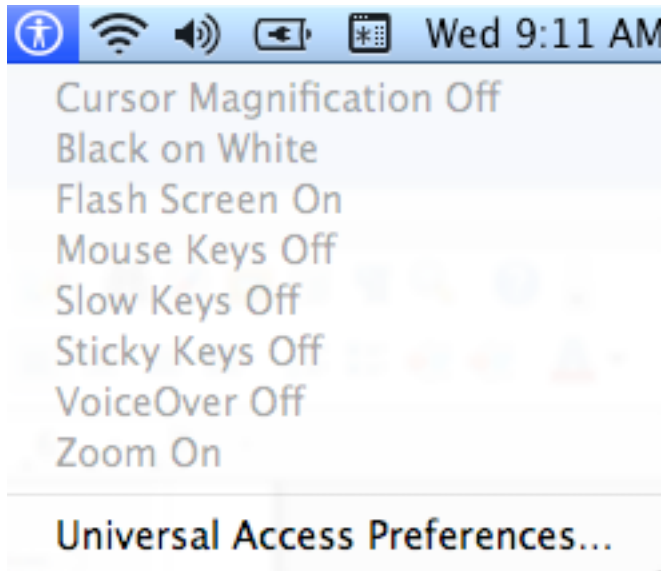 Wed 9:11 AM
Cursor Magnification Off
Black on White
Flash Screen On
Mouse Keys Off
Slow Keys Off
Sticky Keys Off
VoiceOver Off
Zoom On
Universal Access Preferences...